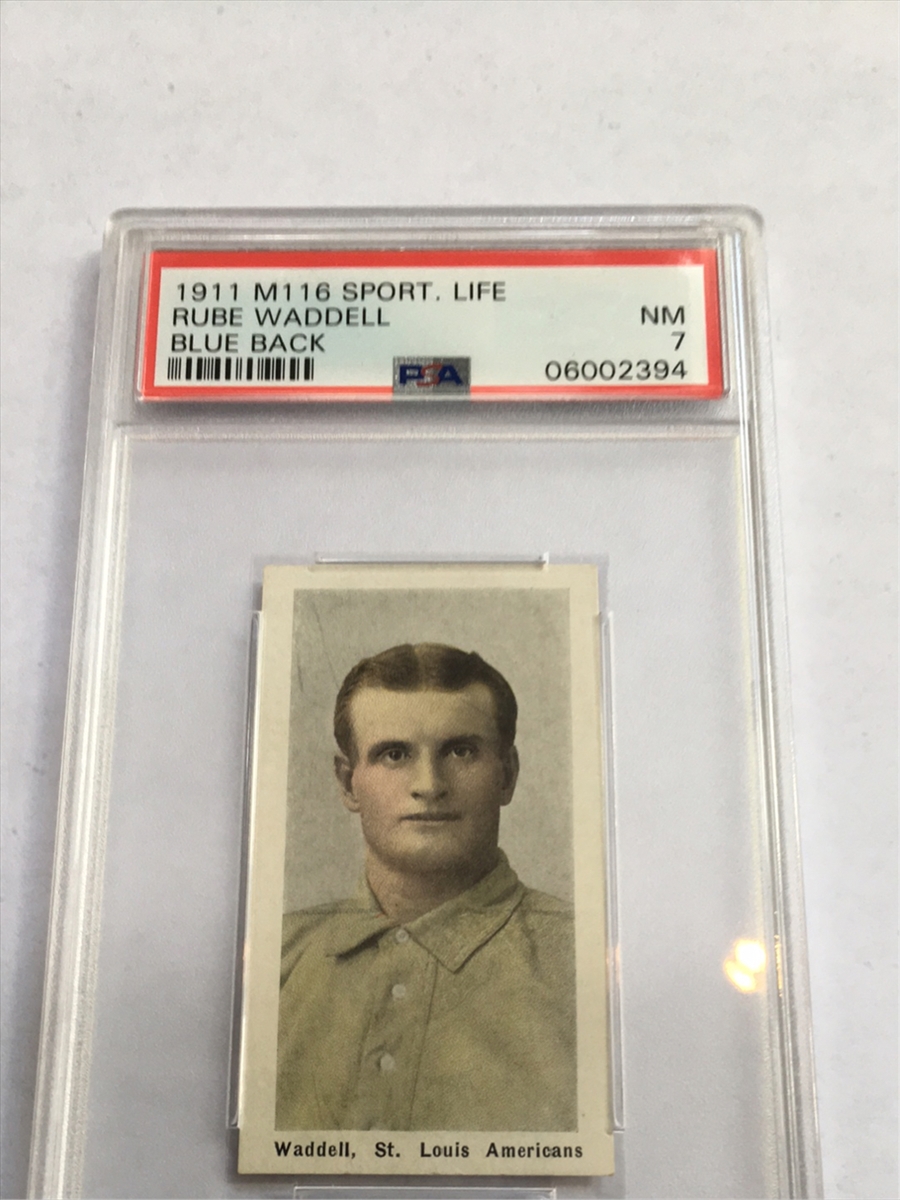 1911 M116 SPORT. LIFE
RUBE WADDELL NM
BLUE BACK 7
PSA 06002394
Waddell, St. Louis Americans